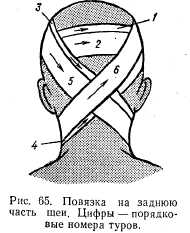 3
1
2
5
6
4
Рис. 65. Повязка на заднюю
часть шеи. Цифры — порядко-
вые номера туров.